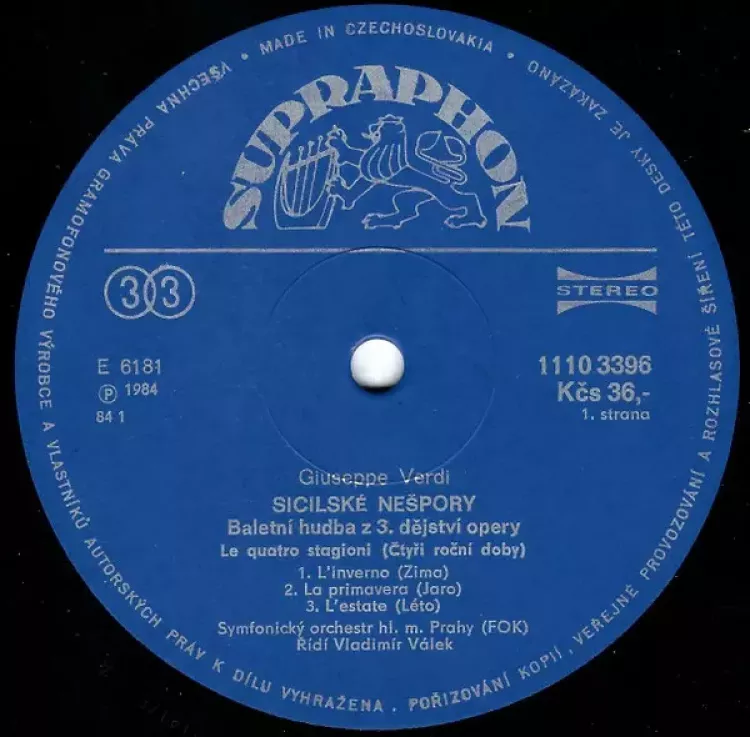 • MADE IN CZECHOSLOVAKIA •
VŠECHNA PRÁVA GRAMOFONOVÉHO VÝROBCE A VLASTNÍKŮ AUTORSKÝCH PRÁV K DÍLU VYHRAŽENA. POŘIZOVÁNÍ KOPIÍ, VEŘEJNÉ PROVOZOVÁNÍ A ROZHLASOVÉ ŠÍŘENÍ TÉTO DESKY JE ZAKÁZÁNO
SUPRAPHON
33
STEREO
E 6181
Ⓟ 1984
84 1
1110 3396
Kčs 36,-
1. strana
Giuseppe Verdi
SICILSKÉ NEŠPORY
Baletní hudba z 3. dějství opery
Le quatro stagioni (Čtyři roční doby)
1. L'inverno (Zima)
2. La primavera (Jaro)
3. L'estate (Léto)
Symfonický orchestr hl. m. Prahy (FOK)
Řídí Vladimír Válek